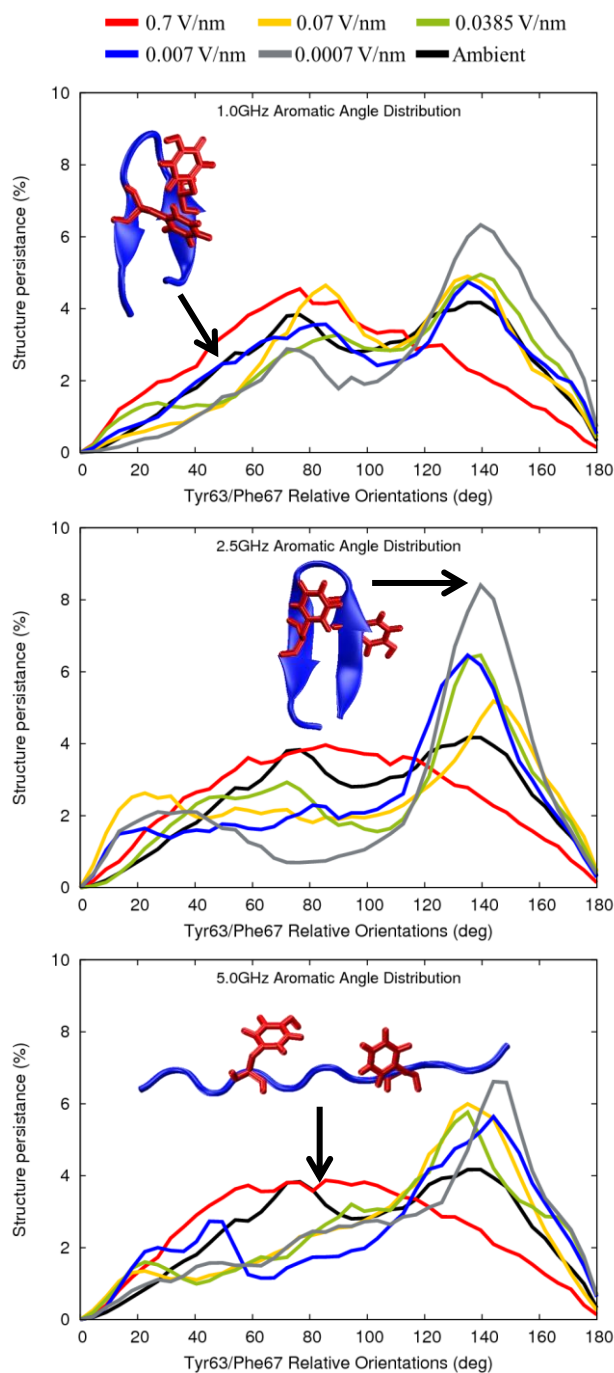 0.7 V/nm 0.07 V/nm 0.0385 V/nm
0.007 V/nm 0.0007 V/nm Ambient
1.0GHz Aromatic Angle Distribution
Structure persistance (%)
10
8
6
4
2
0
0 20 40 60 80 100 120 140 160 180
Tyr63/Phe67 Relative Orientations (deg)
2.5GHz Aromatic Angle Distribution
Structure persistance (%)
10
8
6
4
2
0
0 20 40 60 80 100 120 140 160 180
Tyr63/Phe67 Relative Orientations (deg)
5.0GHz Aromatic Angle Distribution
Structure persistance (%)
10
8
6
4
2
0
0 20 40 60 80 100 120 140 160 180
Tyr63/Phe67 Relative Orientations (deg)